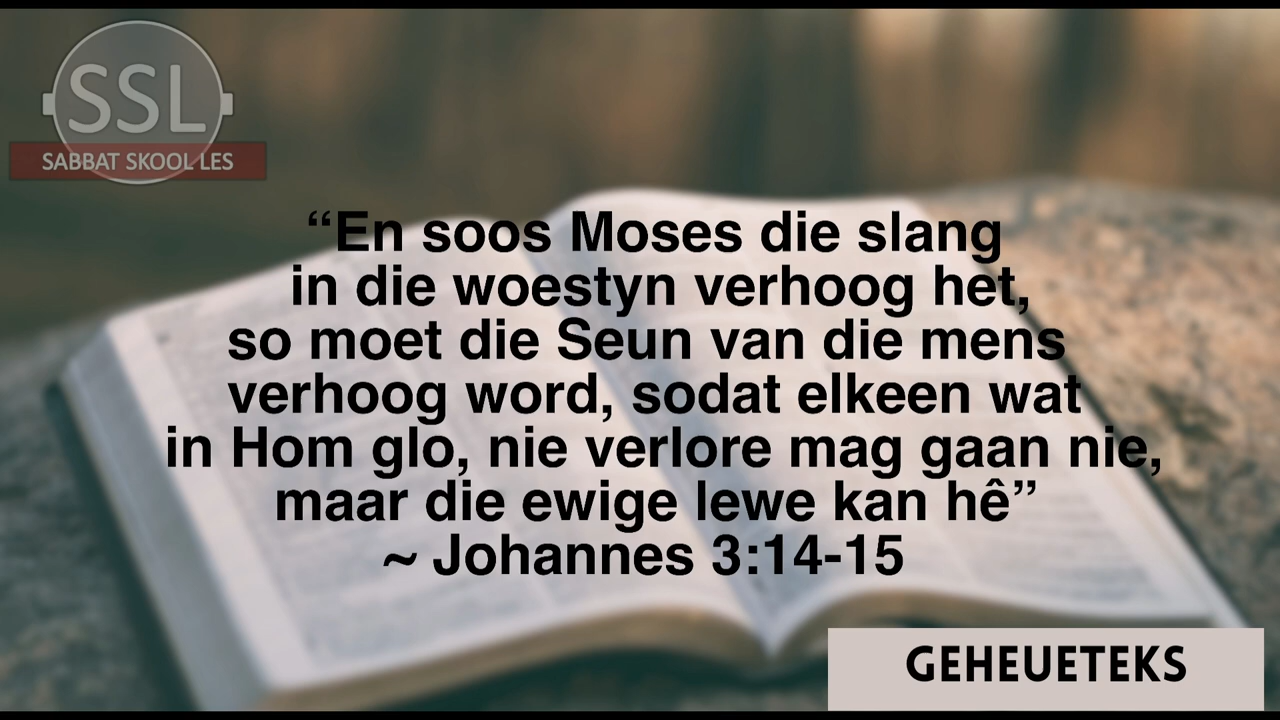 SSL
SABBAT SKOOL LES
“En soos Moses die slang
in die woestyn verhoog het,
so moet die Seun van die mens
verhoog word, sodat elkeen wat
in Hom glo, nie verlore mag gaan nie,
maar die ewige lewe kan hê”
~ Johannes 3:14-15
GEHEUETEKS